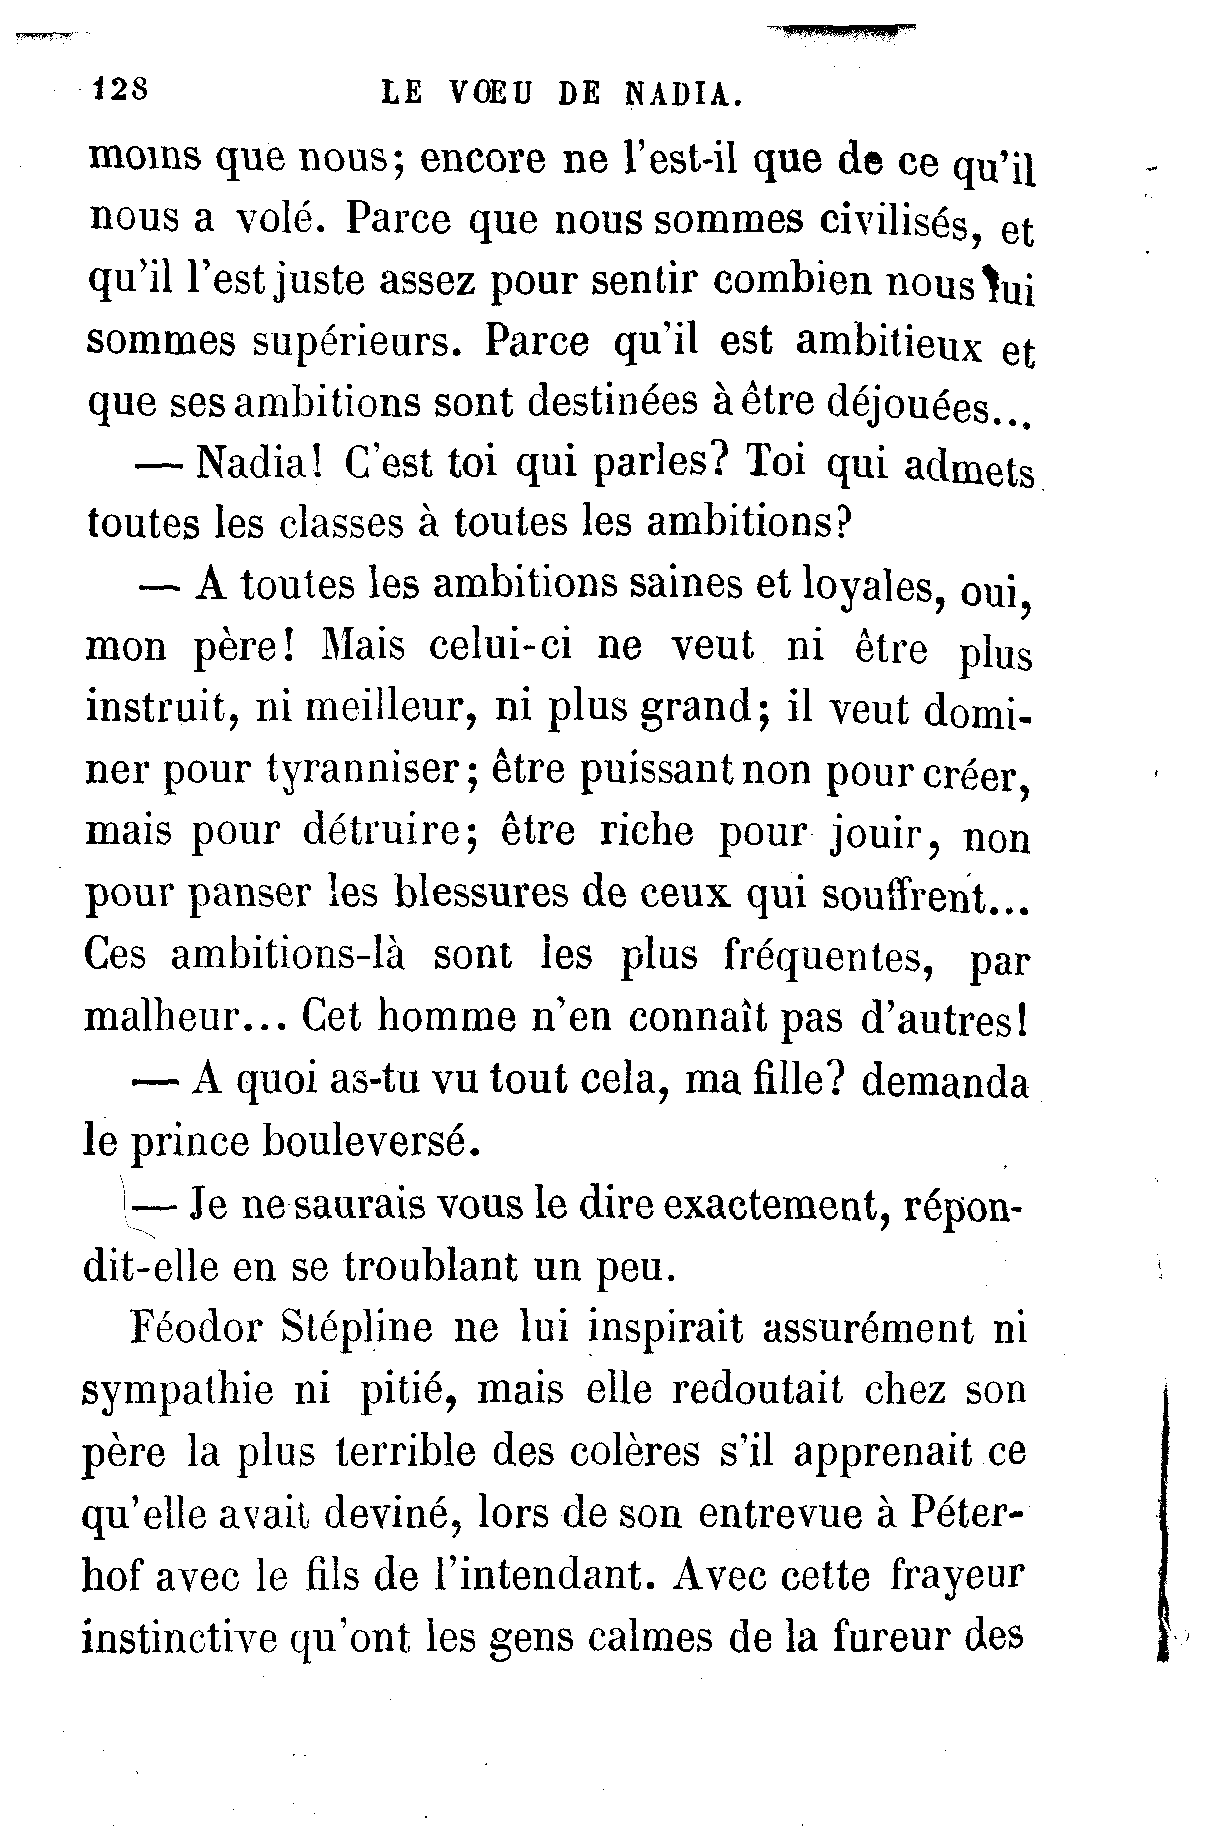 128 LE VŒU DE NADIA.
moins que nous; encore ne l'est-il que de ce qu'il
nous a volé. Parce que nous sommes civilisés, et
qu'il l'est juste assez pour sentir combien nous lui
sommes supérieurs. Parce qu'il est ambitieux et
que ses ambitions sont destinées à être déjouées...
— Nadia! C'est toi qui parles? Toi qui admets
toutes les classes à toutes les ambitions?
— A toutes les ambitions saines et loyales, oui,
mon père! Mais celui-ci ne veut ni être plus
instruit, ni meilleur, ni plus grand; il veut domi-
ner pour tyranniser; être puissant non pour créer,
mais pour détruire; être riche pour jouir, non
pour panser les blessures de ceux qui souffrent...
Ces ambitions-là sont les plus fréquentes, par
malheur... Cet homme n'en connaît pas d'autres!
— A quoi as-tu vu tout cela, ma fille? demanda
le prince bouleversé.
— Je ne saurais vous le dire exactement, répon-
dit-elle en se troublant un peu.
Féodor Stépline ne lui inspirait assurément ni
sympathie ni pitié, mais elle redoutait chez son
père la plus terrible des colères s'il apprenait ce
qu'elle avait deviné, lors de son entrevue à Péter-
hof avec le fils de l'intendant. Avec cette frayeur
instinctive qu'ont les gens calmes de la fureur des